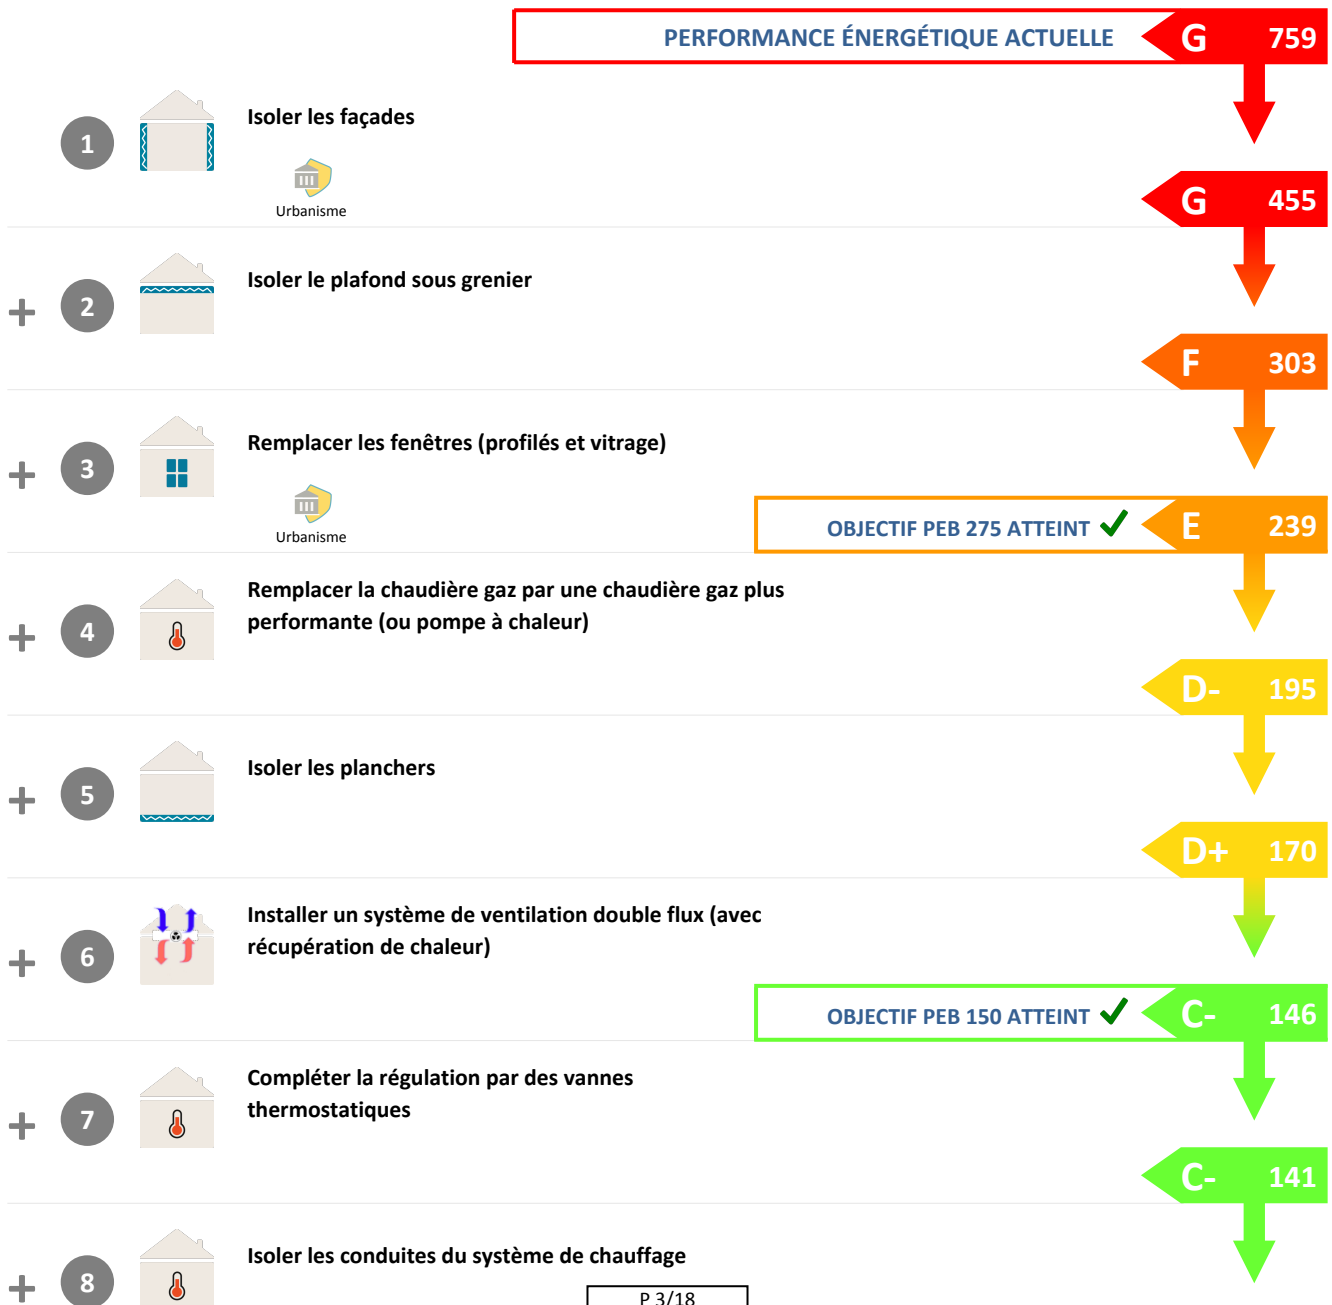 PERFORMANCE ÉNERGÉTIQUE ACTUELLE G 759
1 Isoler les façades
Urbanisme
G 455
+ 2 Isoler le plafond sous grenier
F 303
+ 3 Remplacer les fenêtres (profilés et vitrage)
Urbanisme
OBJECTIF PEB 275 ATTEINT E 239
+ 4 Remplacer la chaudière gaz par une chaudière gaz plus
performante (ou pompe à chaleur)
D- 195
+ 5 Isoler les planchers
D+ 170
+ 6 Installer un système de ventilation double flux (avec
récupération de chaleur)
OBJECTIF PEB 150 ATTEINT C- 146
+ 7 Compléter la régulation par des vannes
thermostatiques
C- 141
+ 8 Isoler les conduites du système de chauffage
P 3/18